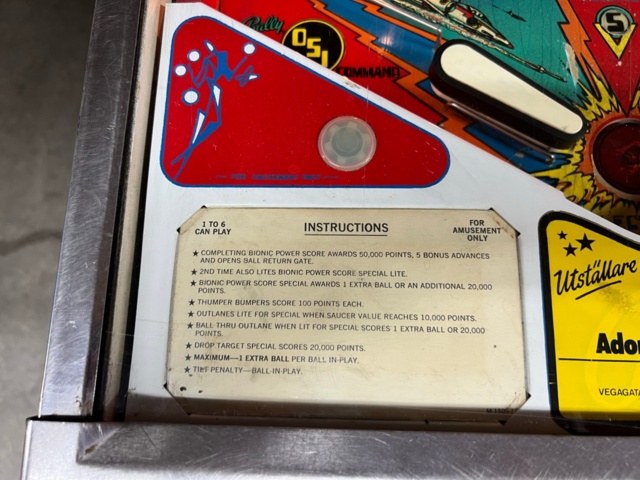 Bally
OSI
COMMAND
5
— FOR AMUSEMENT ONLY —
1 TO 6
CAN PLAY
INSTRUCTIONS
FOR
AMUSEMENT
ONLY
★ COMPLETING BIONIC POWER SCORE AWARDS 50,000 POINTS, 5 BONUS ADVANCES
AND OPENS BALL RETURN GATE.
★ 2ND TIME ALSO LITES BIONIC POWER SCORE SPECIAL LITE.
★ BIONIC POWER SCORE SPECIAL AWARDS 1 EXTRA BALL OR AN ADDITIONAL 20,000
POINTS.
★ THUMPER BUMPERS SCORE 100 POINTS EACH.
★ OUTLANES LITE FOR SPECIAL WHEN SAUCER VALUE REACHES 10,000 POINTS.
★ BALL THRU OUTLANE WHEN LIT FOR SPECIAL SCORES 1 EXTRA BALL OR 20,000
POINTS.
★ DROP TARGET SPECIAL SCORES 20,000 POINTS.
★ MAXIMUM—1 EXTRA BALL PER BALL IN-PLAY.
★ TILT PENALTY—BALL-IN-PLAY.
Utställare
Ador
VEGAGATA